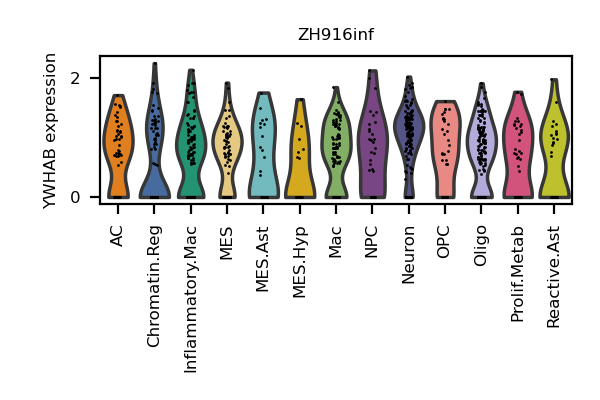 ZH916inf
YWHAB expression
2
0
AC
Chromatin.Reg
Inflammatory.Mac
MES
MES.Ast
MES.Hyp
Mac
NPC
Neuron
OPC
Oligo
Prolif.Metab
Reactive.Ast